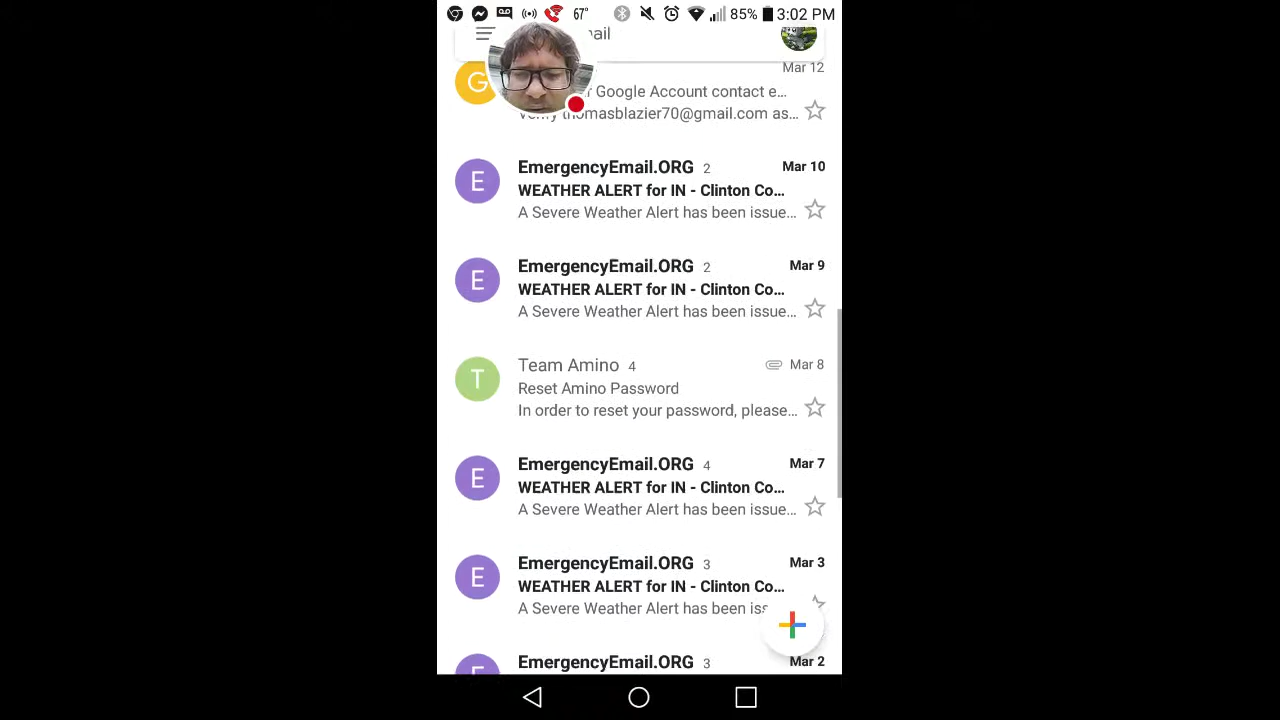 67° 85% 3:02 PM
ail
G Mar 12
r Google Account contact e…
Verify thomasblazier70@gmail.com as…
E EmergencyEmail.ORG 2 Mar 10
WEATHER ALERT for IN - Clinton Co…
A Severe Weather Alert has been issue…
E EmergencyEmail.ORG 2 Mar 9
WEATHER ALERT for IN - Clinton Co…
A Severe Weather Alert has been issue…
T Team Amino 4 Mar 8
Reset Amino Password
In order to reset your password, please…
E EmergencyEmail.ORG 4 Mar 7
WEATHER ALERT for IN - Clinton Co…
A Severe Weather Alert has been issue…
E EmergencyEmail.ORG 3 Mar 3
WEATHER ALERT for IN - Clinton Co…
A Severe Weather Alert has been iss
E EmergencyEmail.ORG 3 Mar 2